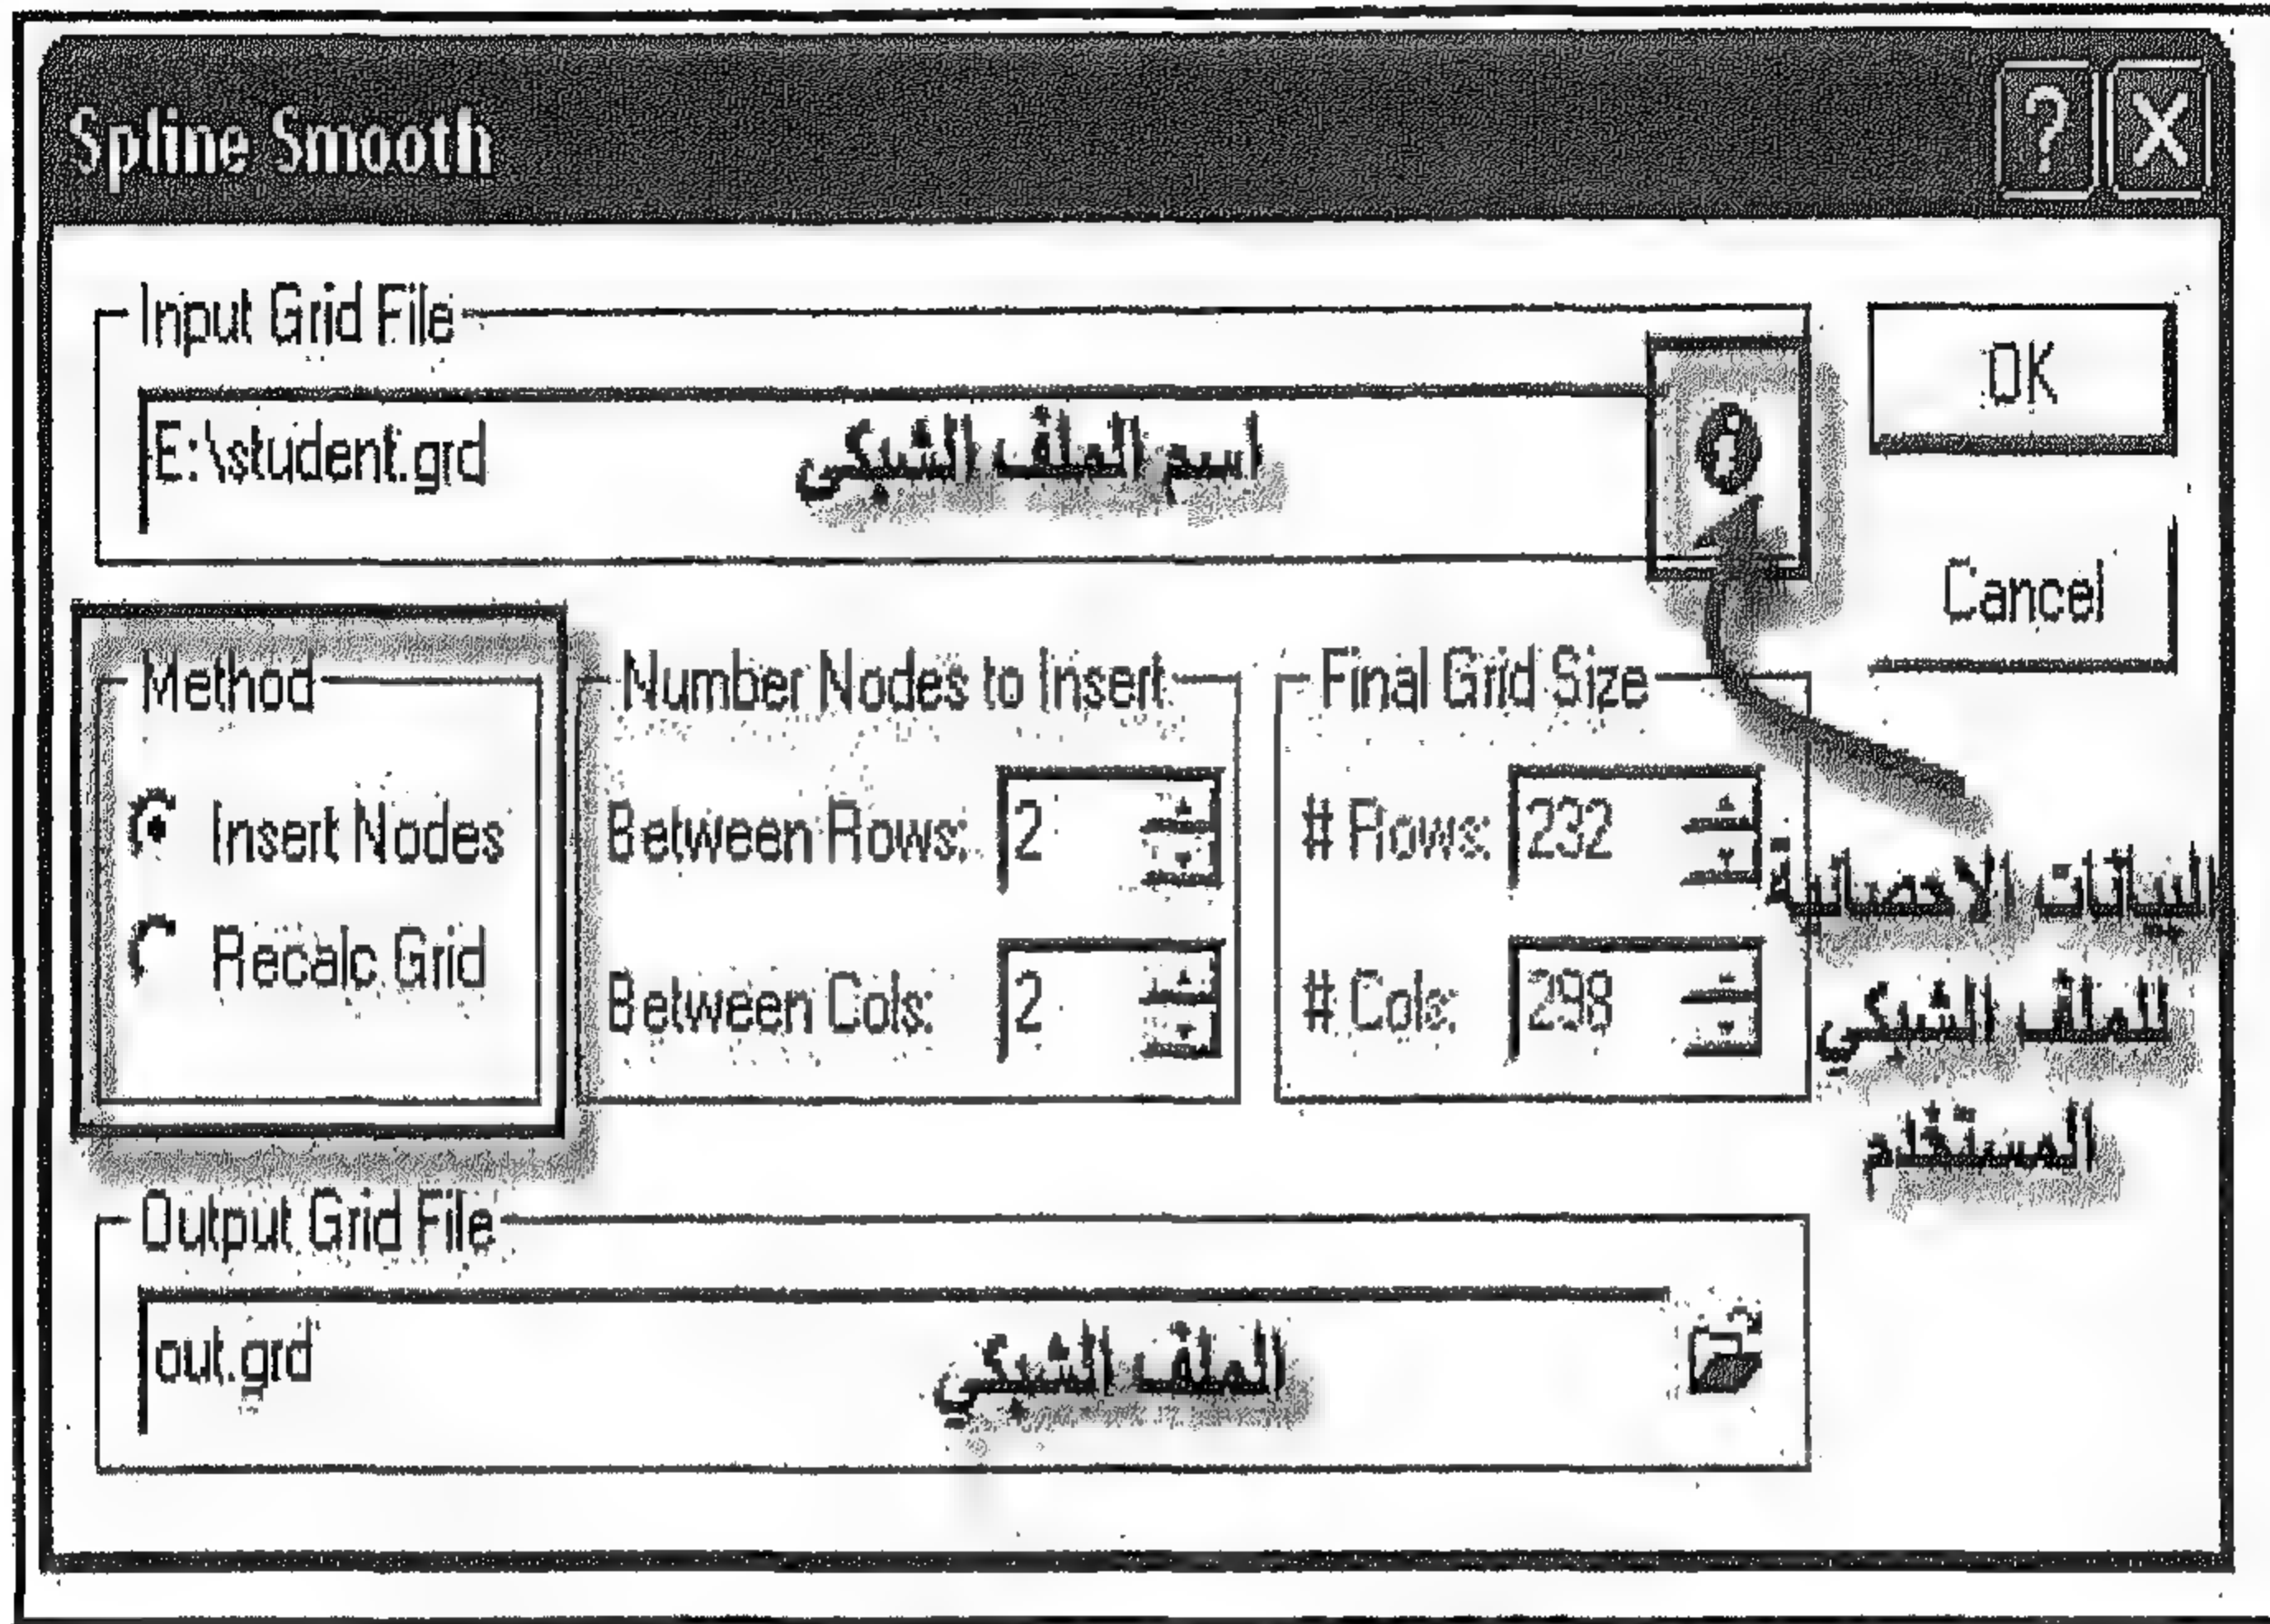 Spline Smooth
Input Grid File
OK
E:\student.grd
اسم الملف الشبكي
Cancel
Method
Insert Nodes
Recalc Grid
Number Nodes to Insert
Between Rows: 2
Between Cols: 2
Final Grid Size
# Rows: 232
# Cols: 298
البيانات الاحصائية
للملف الشبكي
المستخدم
Output Grid File
out.grd
الملف الشبكي